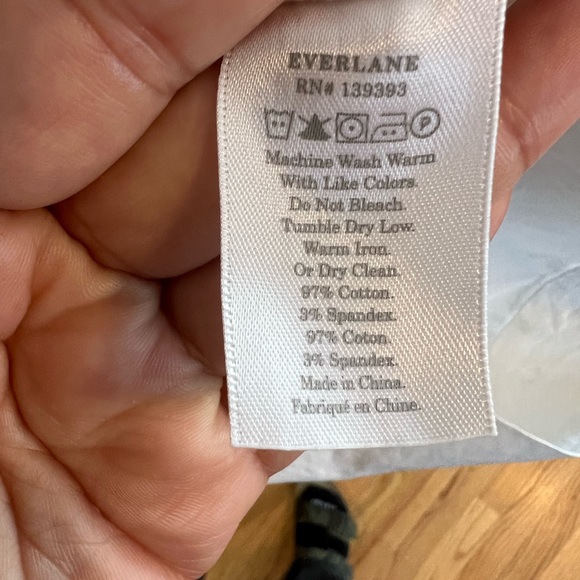 EVERLANE
RN# 139393
P
Machine Wash Warm
With Like Colors.
Do Not Bleach.
Tumble Dry Low.
Warm Iron.
Or Dry Clean.
97% Cotton.
3% Spandex.
97% Coton.
3% Spandex.
Made in China.
Fabriqué en Chine.